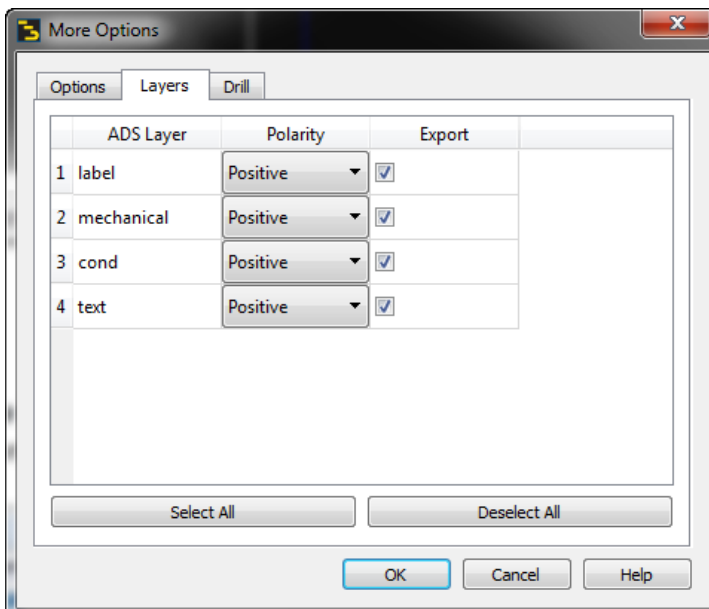 More Options
Options Layers Drill
ADS Layer Polarity Export
1 label Positive
2 mechanical Positive
3 cond Positive
4 text Positive
Select All Deselect All
OK Cancel Help